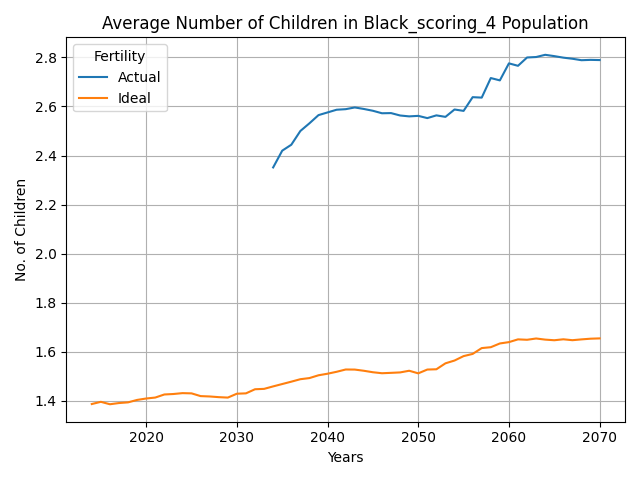 Average Number of Children in Black_scoring_4 Population
Fertility
Actual
Ideal
No. of Children
2.8
2.6
2.4
2.2
2.0
1.8
1.6
1.4
2020 2030 2040 2050 2060 2070
Years